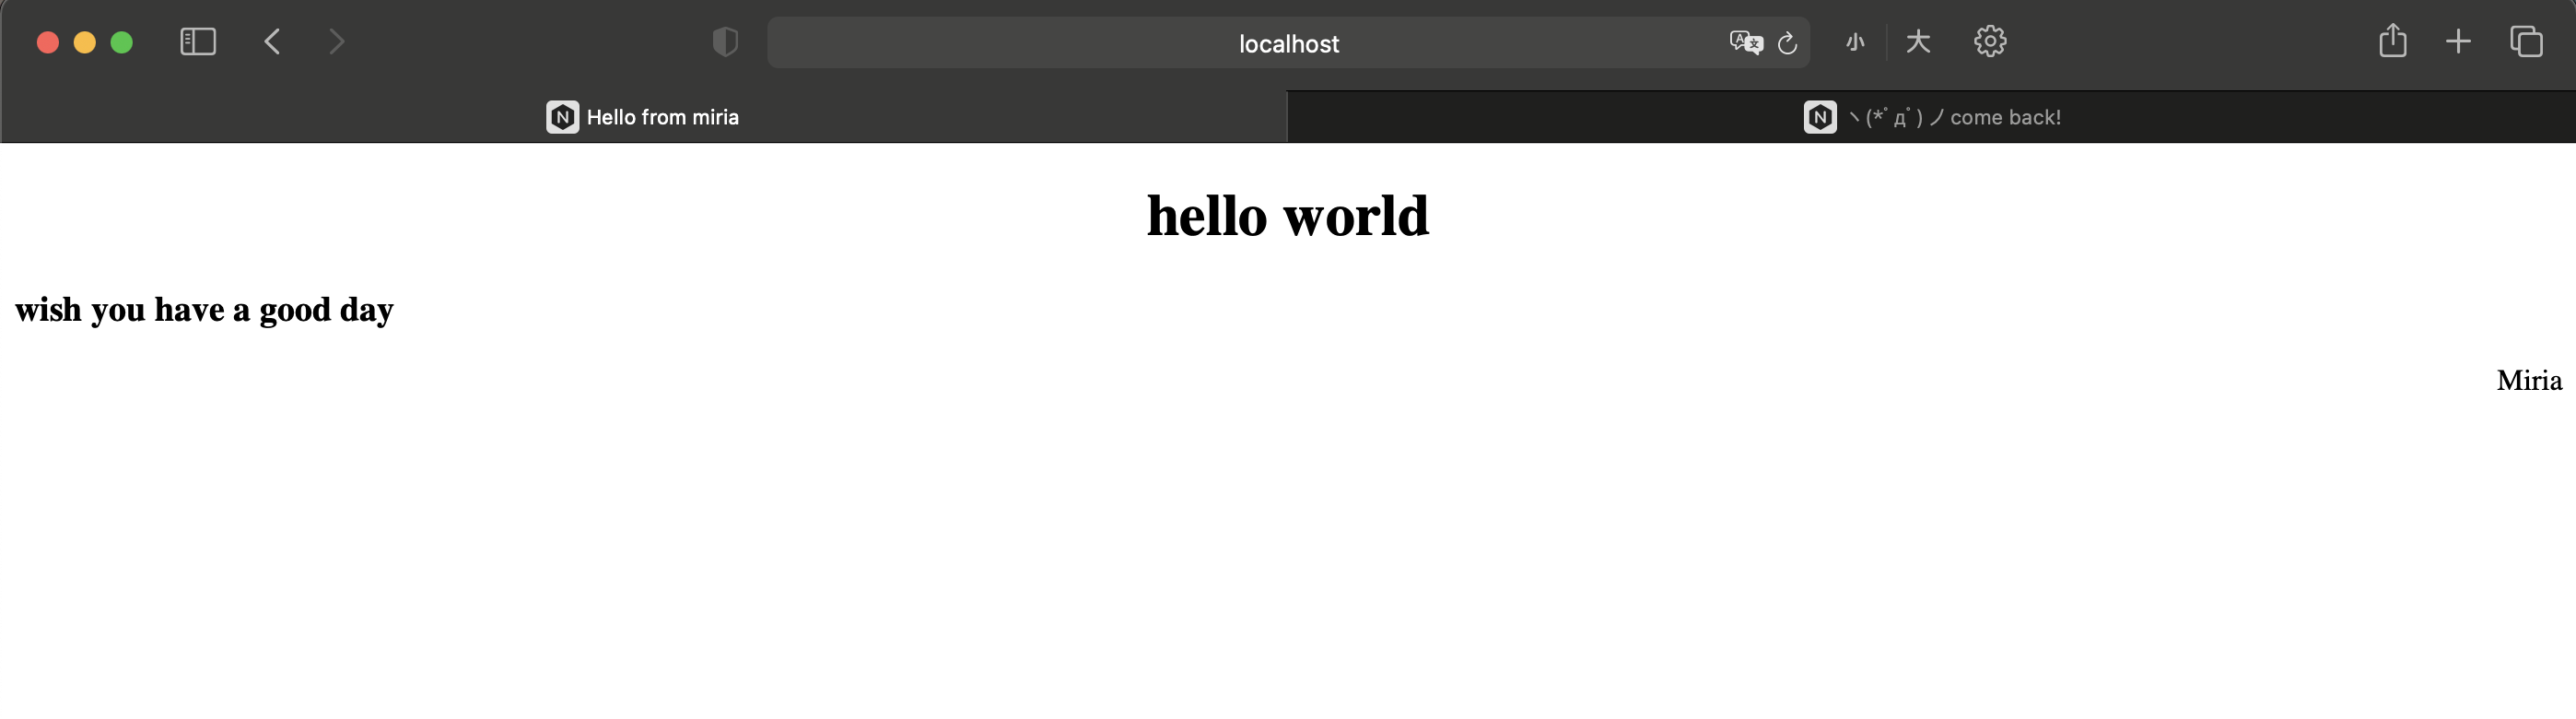 localhost
小 大
Hello from miria
ヽ(*ﾟдﾟ)ノ come back!
hello world
wish you have a good day
Miria